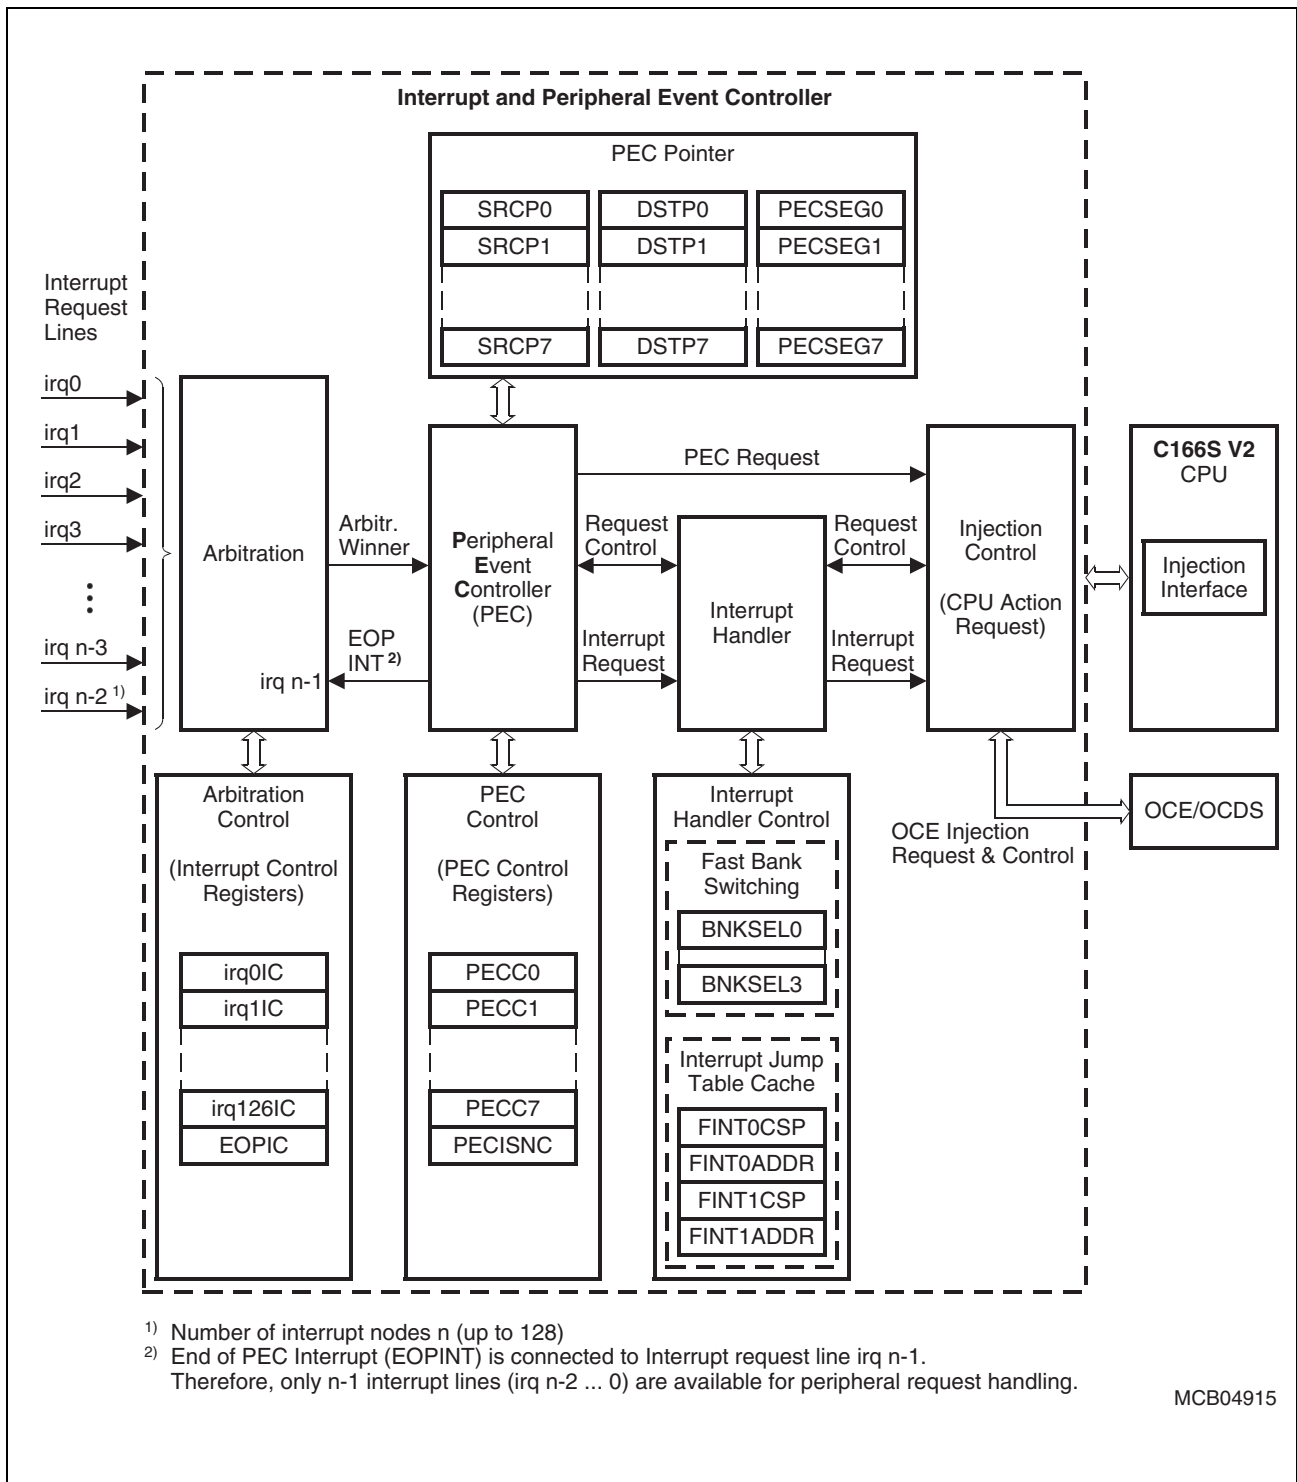 Interrupt and Peripheral Event Controller
PEC Pointer
SRCP0
DSTP0
PECSEG0
SRCP1
DSTP1
PECSEG1
SRCP7
DSTP7
PECSEG7
Interrupt
Request
Lines
irq0
irq1
irq2
irq3
irq n-3
irq n-2 1)
Arbitration
irq n-1
Arbitr.
Winner
EOP
INT 2)
Peripheral
Event
Controller
(PEC)
PEC Request
Request
Control
Interrupt
Request
Interrupt
Handler
Request
Control
Interrupt
Request
Injection
Control
(CPU Action
Request)
C166S V2
CPU
Injection
Interface
OCE/OCDS
OCE Injection
Request & Control
Arbitration
Control
(Interrupt Control
Registers)
irq0IC
irq1IC
irq126IC
EOPIC
PEC
Control
(PEC Control
Registers)
PECC0
PECC1
PECC7
PECISNC
Interrupt
Handler Control
Fast Bank
Switching
BNKSEL0
BNKSEL3
Interrupt Jump
Table Cache
FINT0CSP
FINT0ADDR
FINT1CSP
FINT1ADDR
1) Number of interrupt nodes n (up to 128)
2) End of PEC Interrupt (EOPINT) is connected to Interrupt request line irq n-1.
Therefore, only n-1 interrupt lines (irq n-2 ... 0) are available for peripheral request handling.
MCB04915